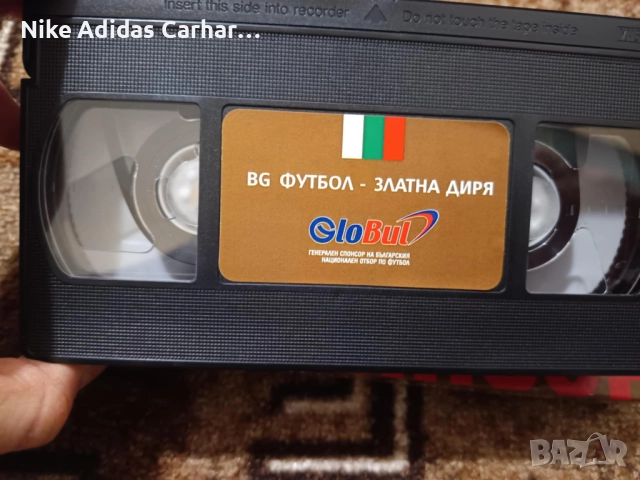 Nike Adidas Carhar...
Insert this side into recorder
Do not touch the tape inside
BG ФУТБОЛ - ЗЛАТНА ДИРЯ
GloBul
ГЕНЕРАЛЕН СПОНСОР НА БЪЛГАРСКИЯ
НАЦИОНАЛЕН ОТБОР ПО ФУТБОЛ
BAZAR